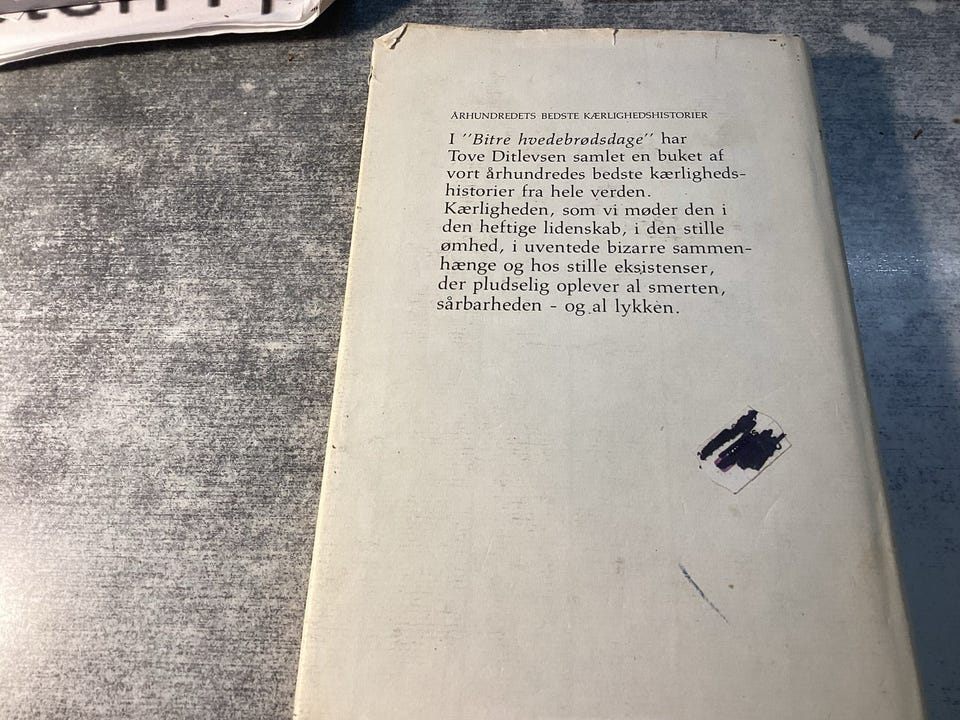 ÅRHUNDREDETS BEDSTE KÆRLIGHEDSHISTORIER
I "Bitre hvedebrødsdage" har
Tove Ditlevsen samlet en buket af
vort århundredes bedste kærligheds-
historier fra hele verden.
Kærligheden, som vi møder den i
den heftige lidenskab, i den stille
ømhed, i uventede bizarre sammen-
hænge og hos stille eksistenser,
der pludselig oplever al smerten,
sårbarheden - og al lykken.